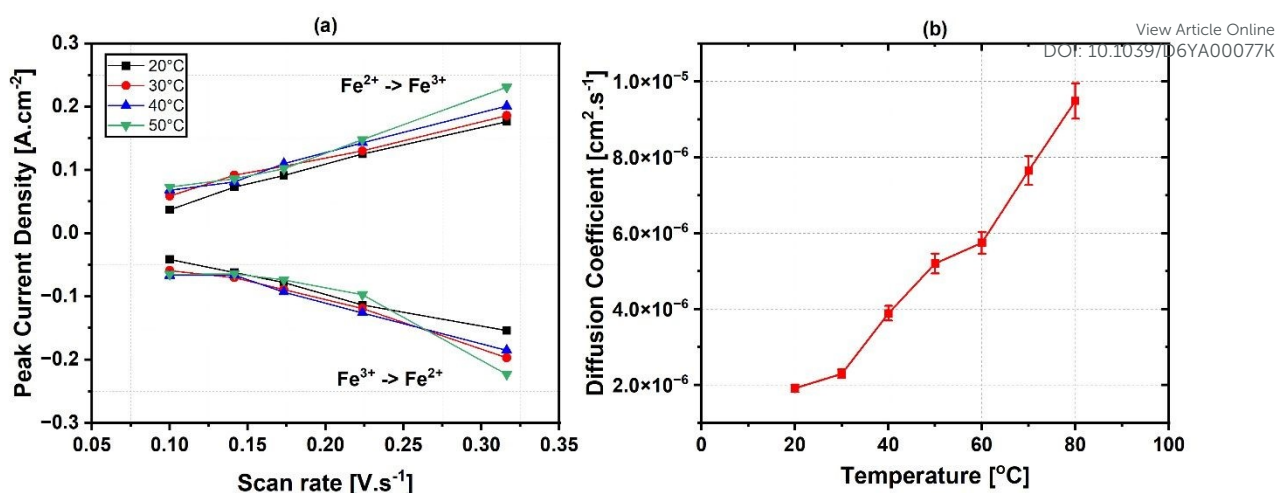 View Article Online
DOI: 10.1039/D6YA00077K
(a)
0.3
0.2
0.1
0.0
−0.1
−0.2
−0.3
Peak Current Density [A.cm⁻²]
20°C
30°C
40°C
50°C
Fe²⁺ -> Fe³⁺
Fe³⁺ -> Fe²⁺
0.05 0.10 0.15 0.20 0.25 0.30 0.35
Scan rate [V.s⁻¹]
(b)
1.0×10⁻⁵
8.0×10⁻⁶
6.0×10⁻⁶
4.0×10⁻⁶
2.0×10⁻⁶
Diffusion Coefficient [cm².s⁻¹]
0 20 40 60 80 100
Temperature [°C]